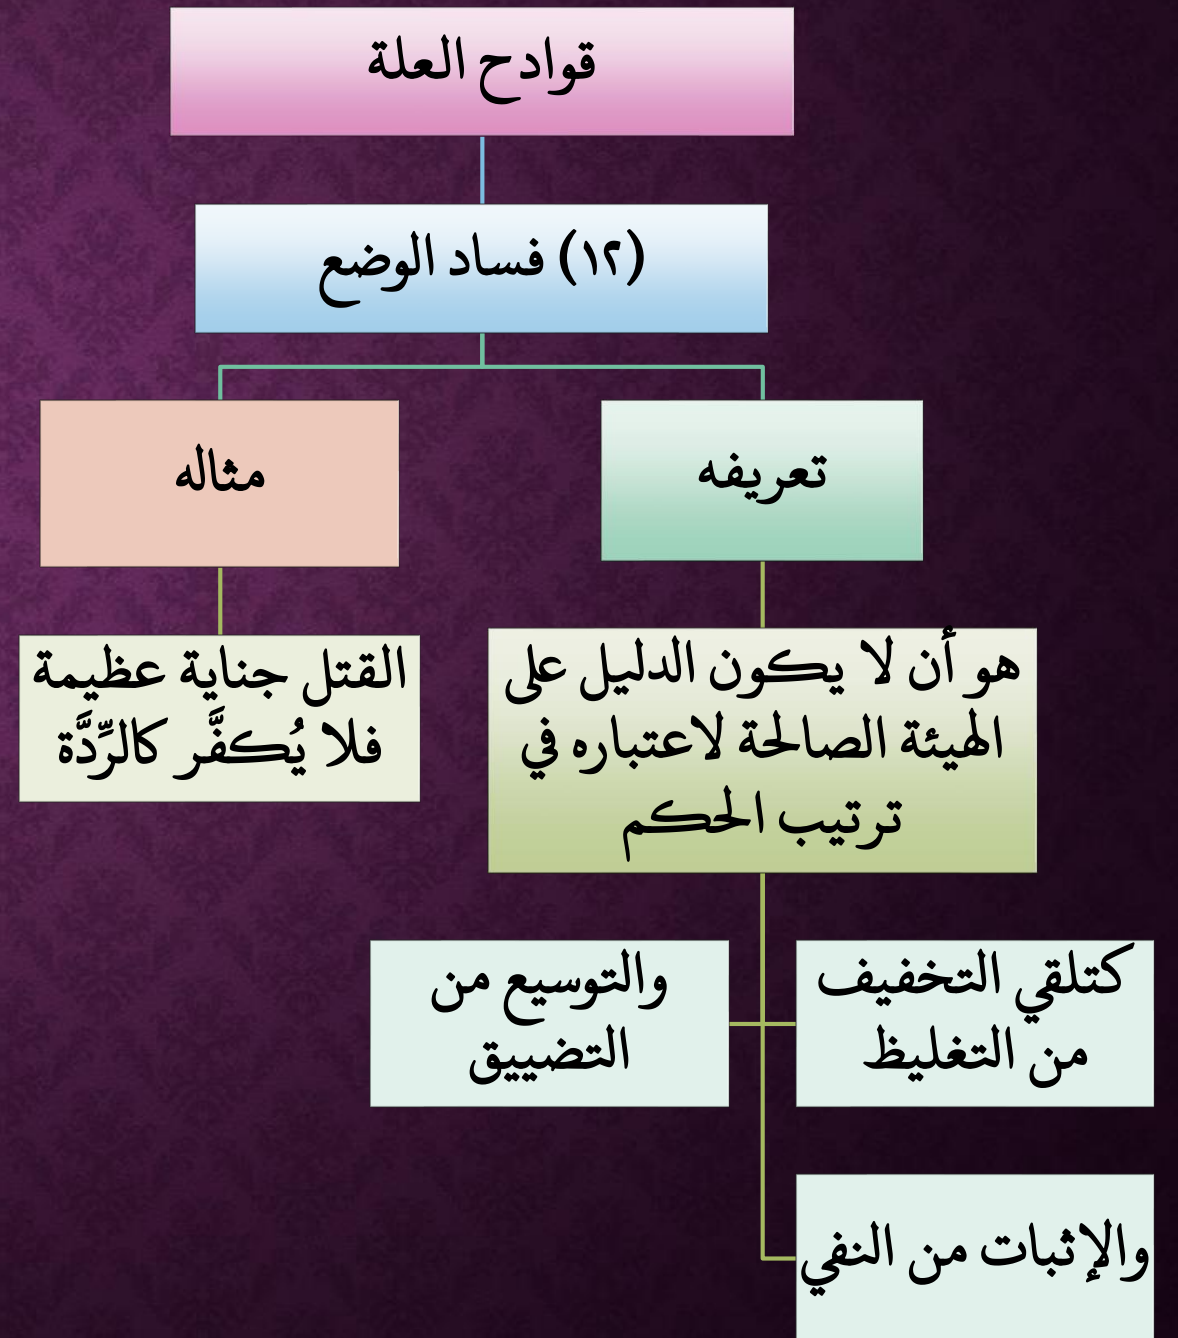 قوادح العلة
(١٢) فساد الوضع
تعريفه
مثاله
هو أن لا يكون الدليل على
الهيئة الصالحة لاعتباره في
ترتيب الحكم
القتل جناية عظيمة
فلا يُكفَّر كالرِّدَّة
كتلقي التخفيف
من التغليظ
والتوسيع من
التضييق
والإثبات من النفي